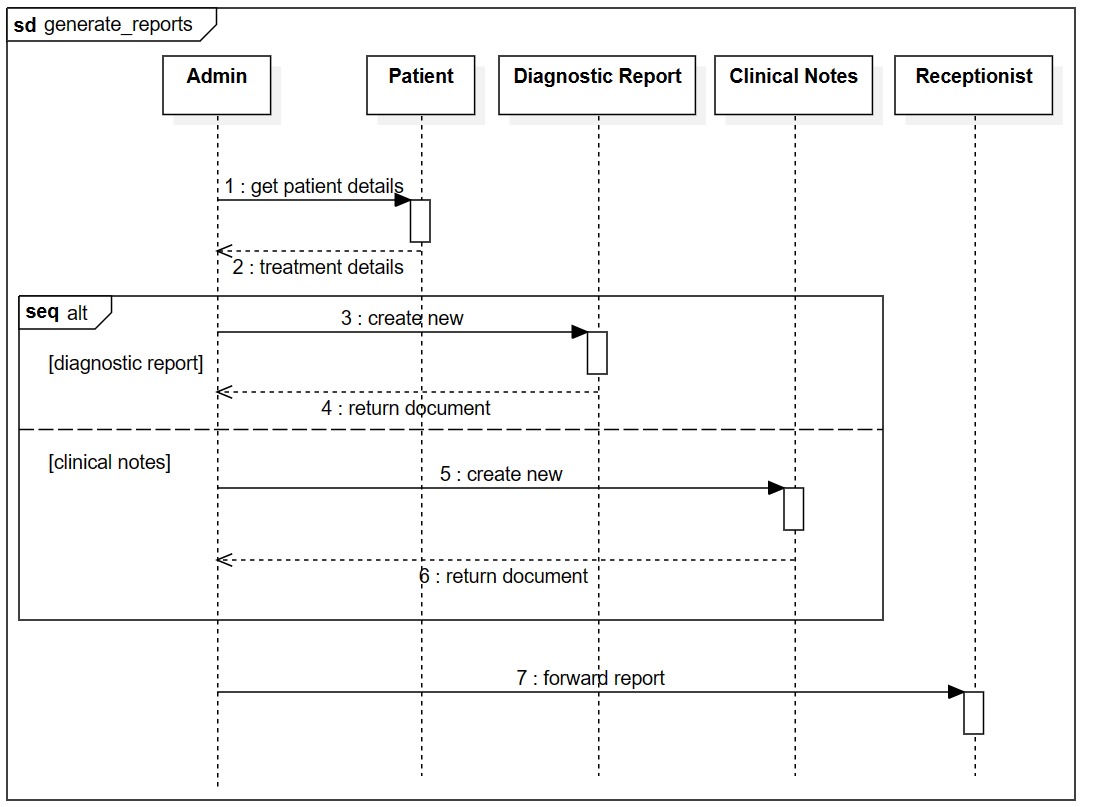 sd generate_reports
Admin
Patient
Diagnostic Report
Clinical Notes
Receptionist
1 : get patient details
2 : treatment details
seq alt
3 : create new
[diagnostic report]
4 : return document
[clinical notes]
5 : create new
6 : return document
7 : forward report